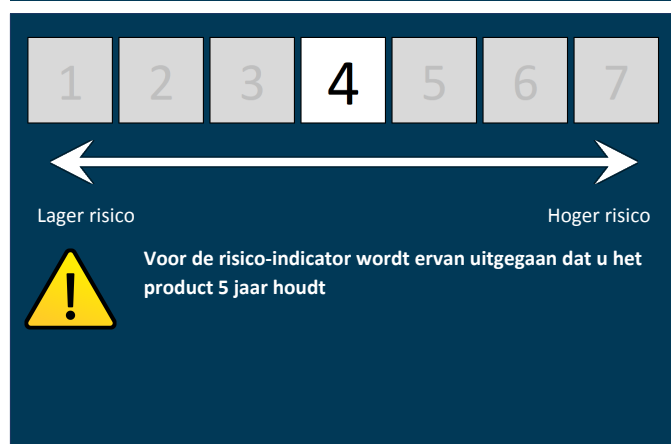 1 2 3 4 5 6 7
Lager risico Hoger risico
Voor de risico-indicator wordt ervan uitgegaan dat u het
product 5 jaar houdt